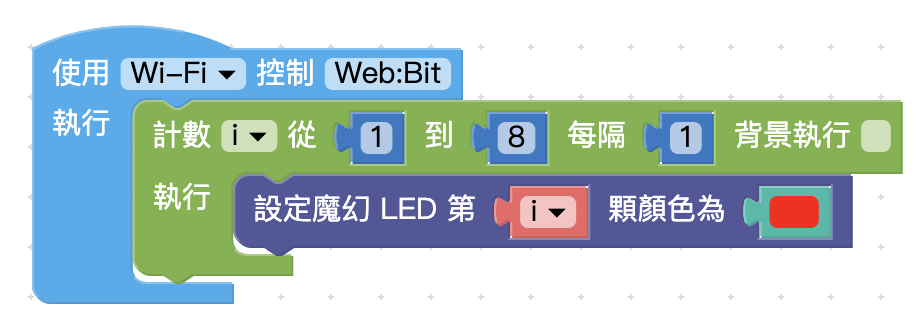 使用 Wi-Fi 控制 Web:Bit
執行
計數 i 從 1 到 8 每隔 1 背景執行
執行
設定魔幻 LED 第 i 顆顏色為